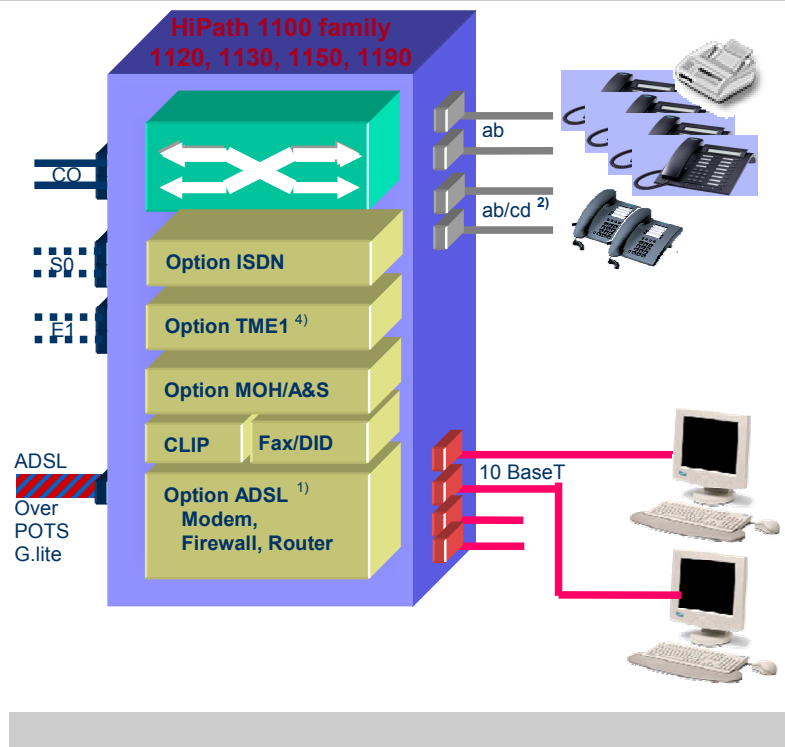 HiPath 1100 family
1120, 1130, 1150, 1190
CO
S0
E1
ADSL
Over
POTS
G.lite
Option ISDN
Option TME1 4)
Option MOH/A&S
CLIP
Fax/DID
Option ADSL 1)
Modem,
Firewall, Router
ab
ab/cd 2)
10 BaseT